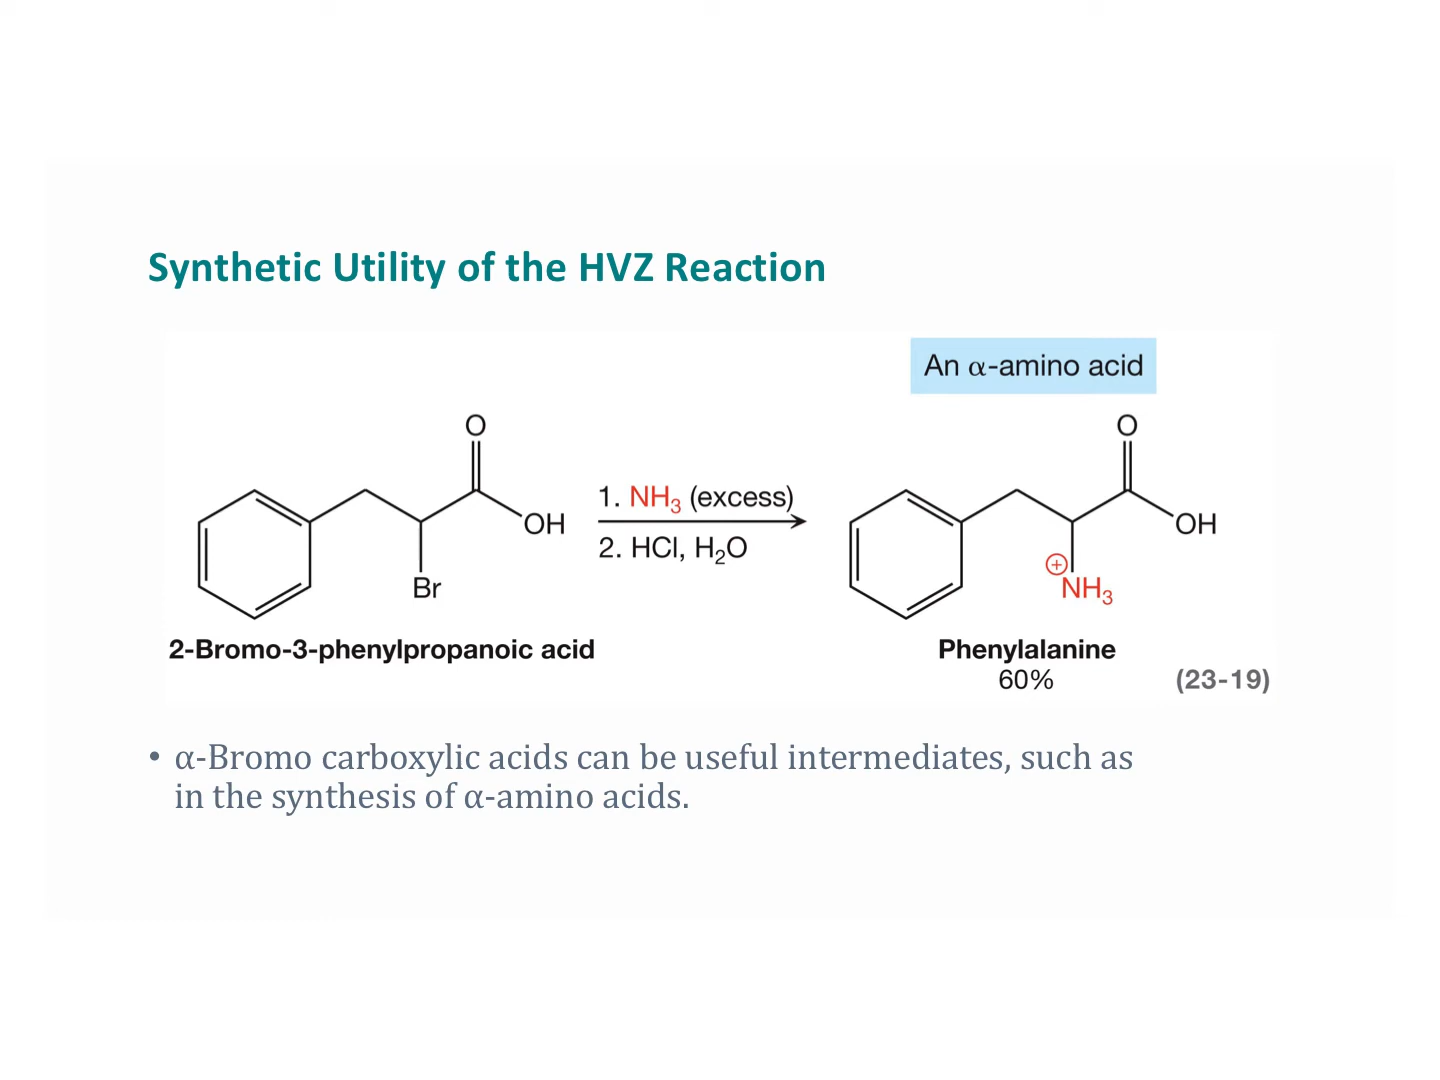 Synthetic Utility of the HVZ Reaction
An α-amino acid
O
OH
Br
1. NH₃ (excess)
2. HCl, H₂O
O
OH
⊕
NH₃
2-Bromo-3-phenylpropanoic acid
Phenylalanine
60%
(23-19)
• α-Bromo carboxylic acids can be useful intermediates, such as
in the synthesis of α-amino acids.